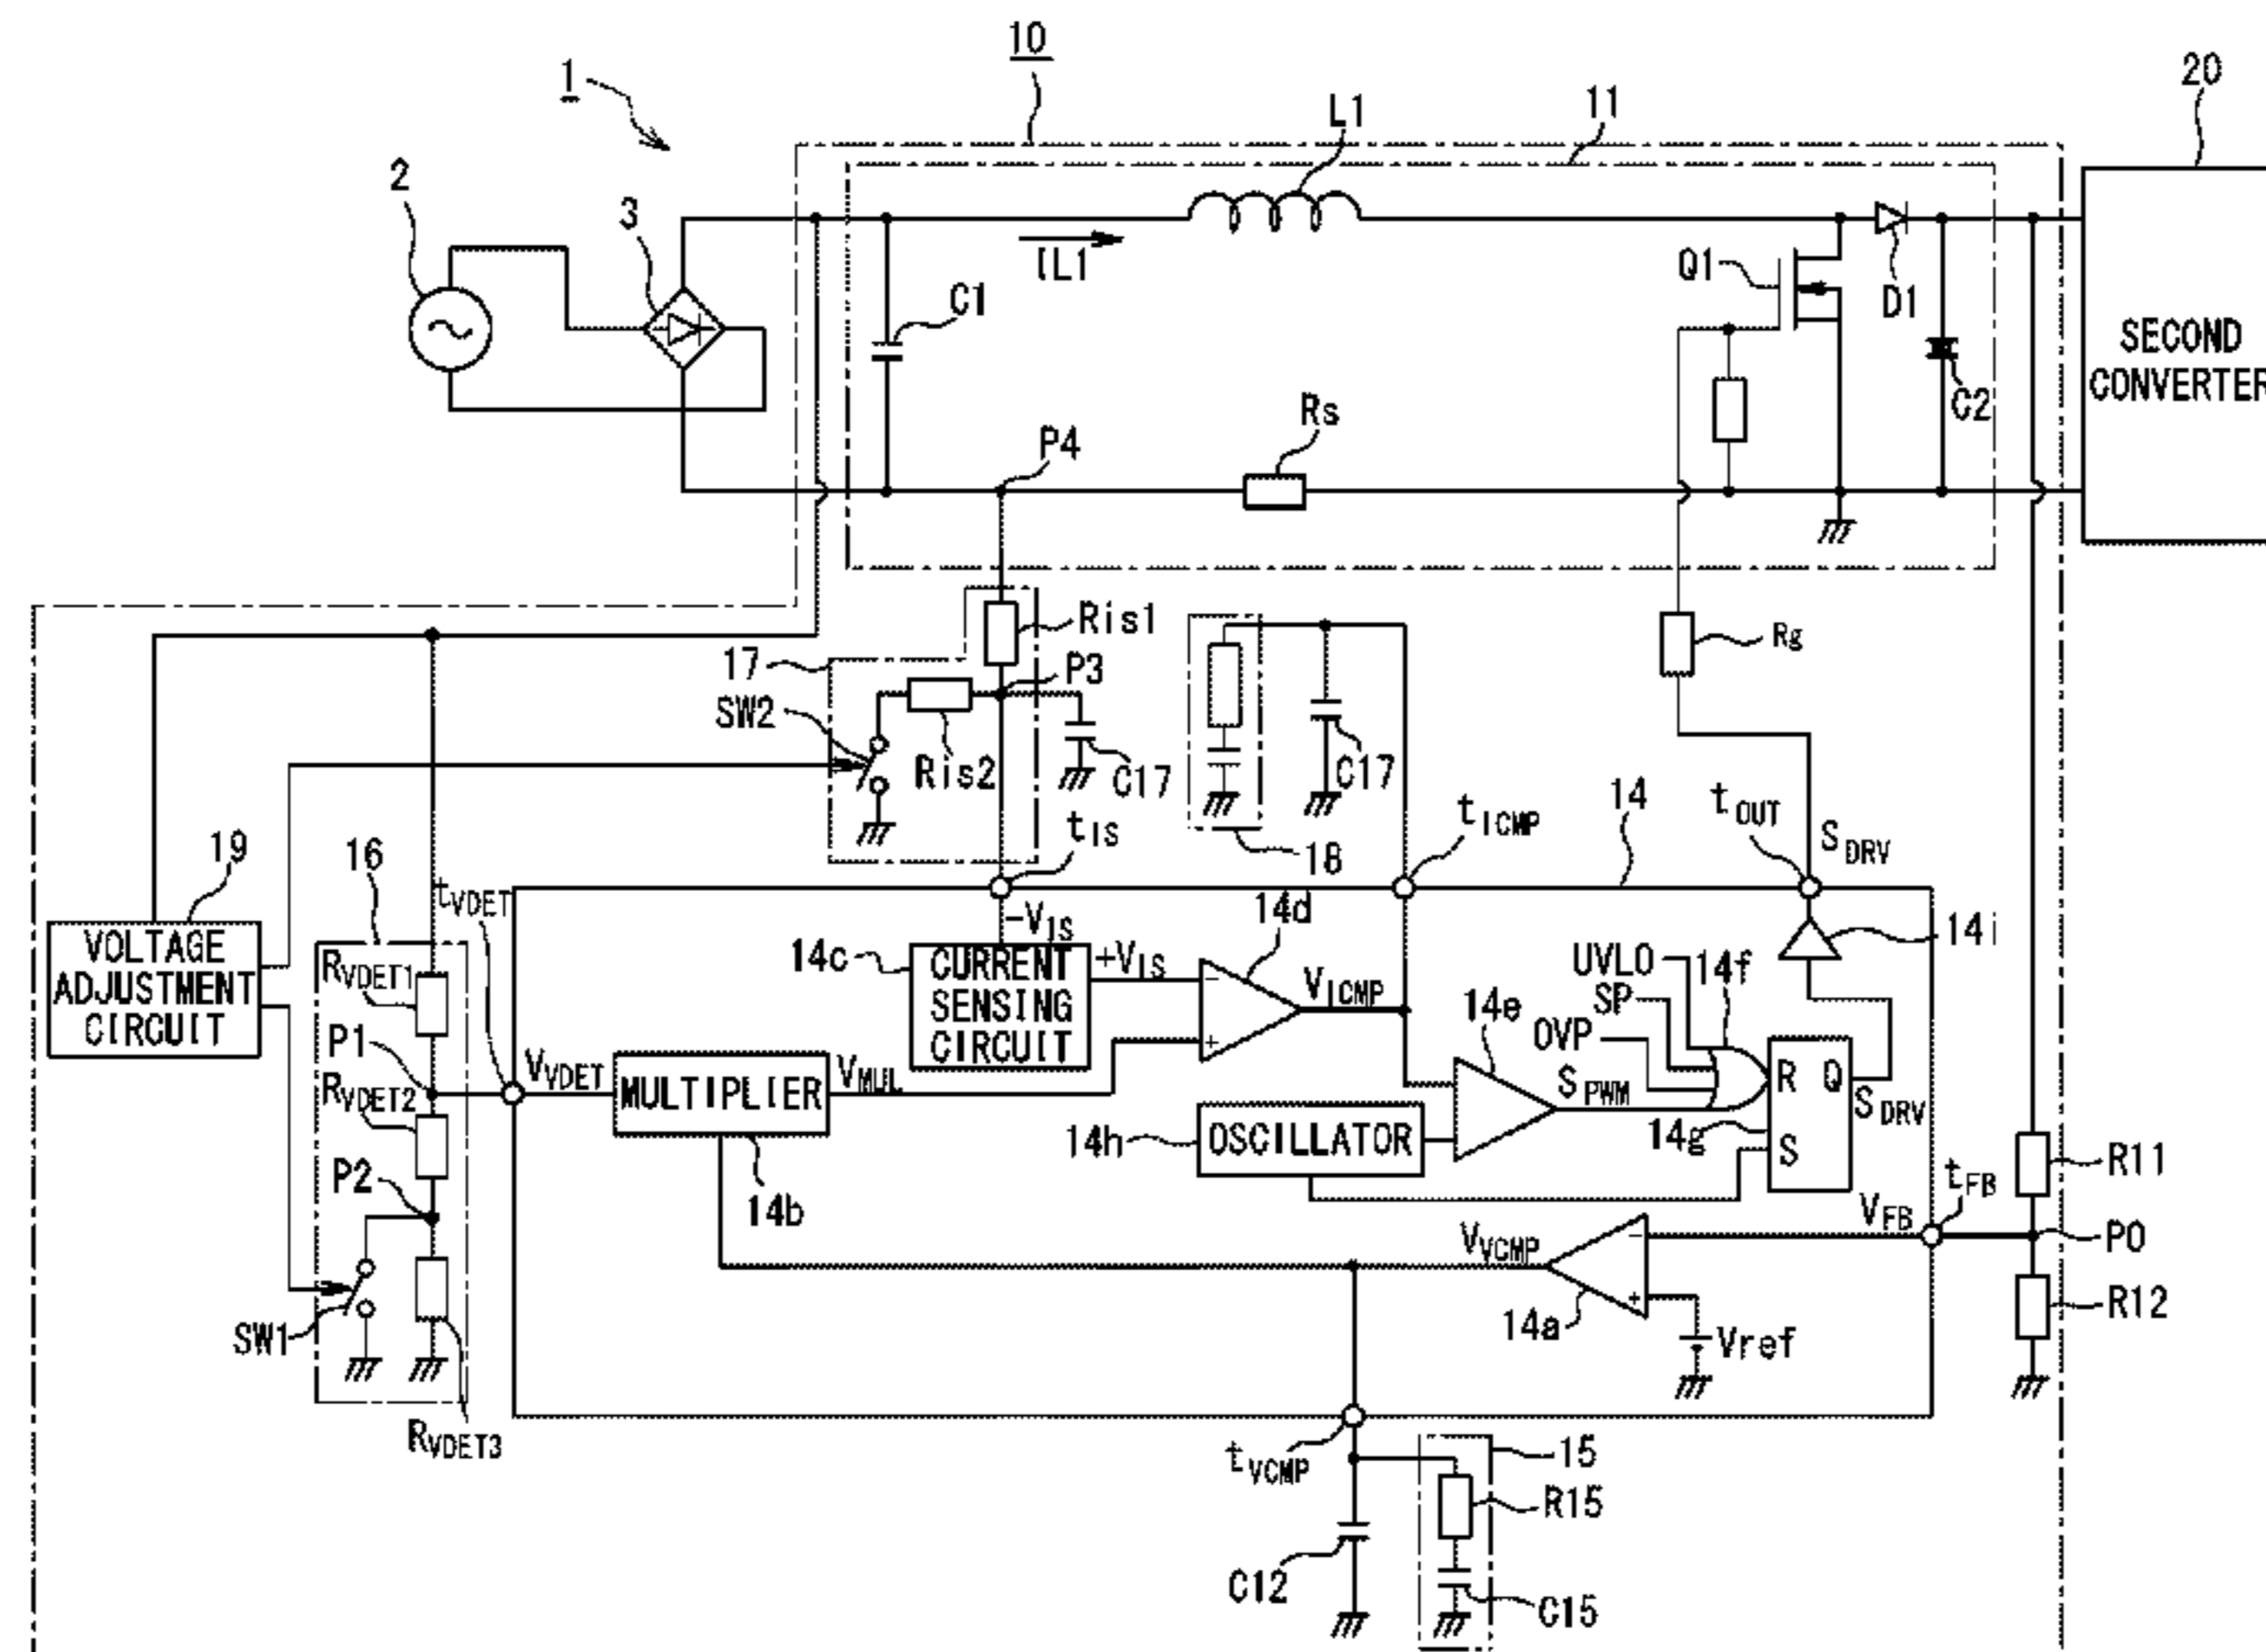 10
1
L1
11
20
2
3
IL1
C1
Q1
D1
C2
SECOND
CONVERTER
Rs
P4
Ris1
17
P3
SW2
Ris2
C17
C17
Rg
18
tIS
tICMP
14
tOUT
SDRV
19
16
tVDET
VOLTAGE
ADJUSTMENT
CIRCUIT
RVDET1
P1
RVDET2
P2
SW1
RVDET3
-VIS
14c
CURRENT
SENSING
CIRCUIT
+VIS
14d
VICMP
14e
UVLO
SP
OVP
14f
14i
VVDET
MULTIPLIER
VMUL
14b
14h
OSCILLATOR
SPWM
R
Q
S
14g
SDRV
R11
tFB
VFB
P0
VVCMP
14a
Vref
R12
tVCMP
15
R15
C12
C15